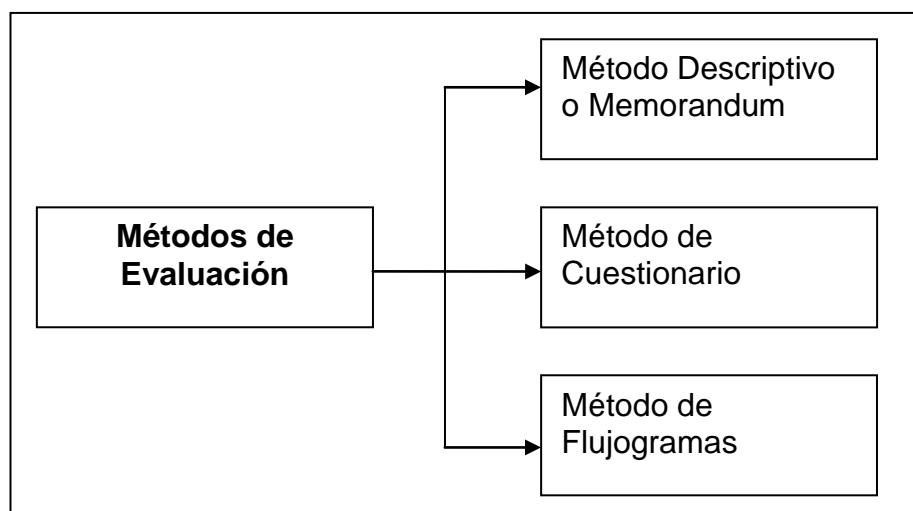 Métodos de
Evaluación
Método Descriptivo
o Memorandum
Método de
Cuestionario
Método de
Flujogramas